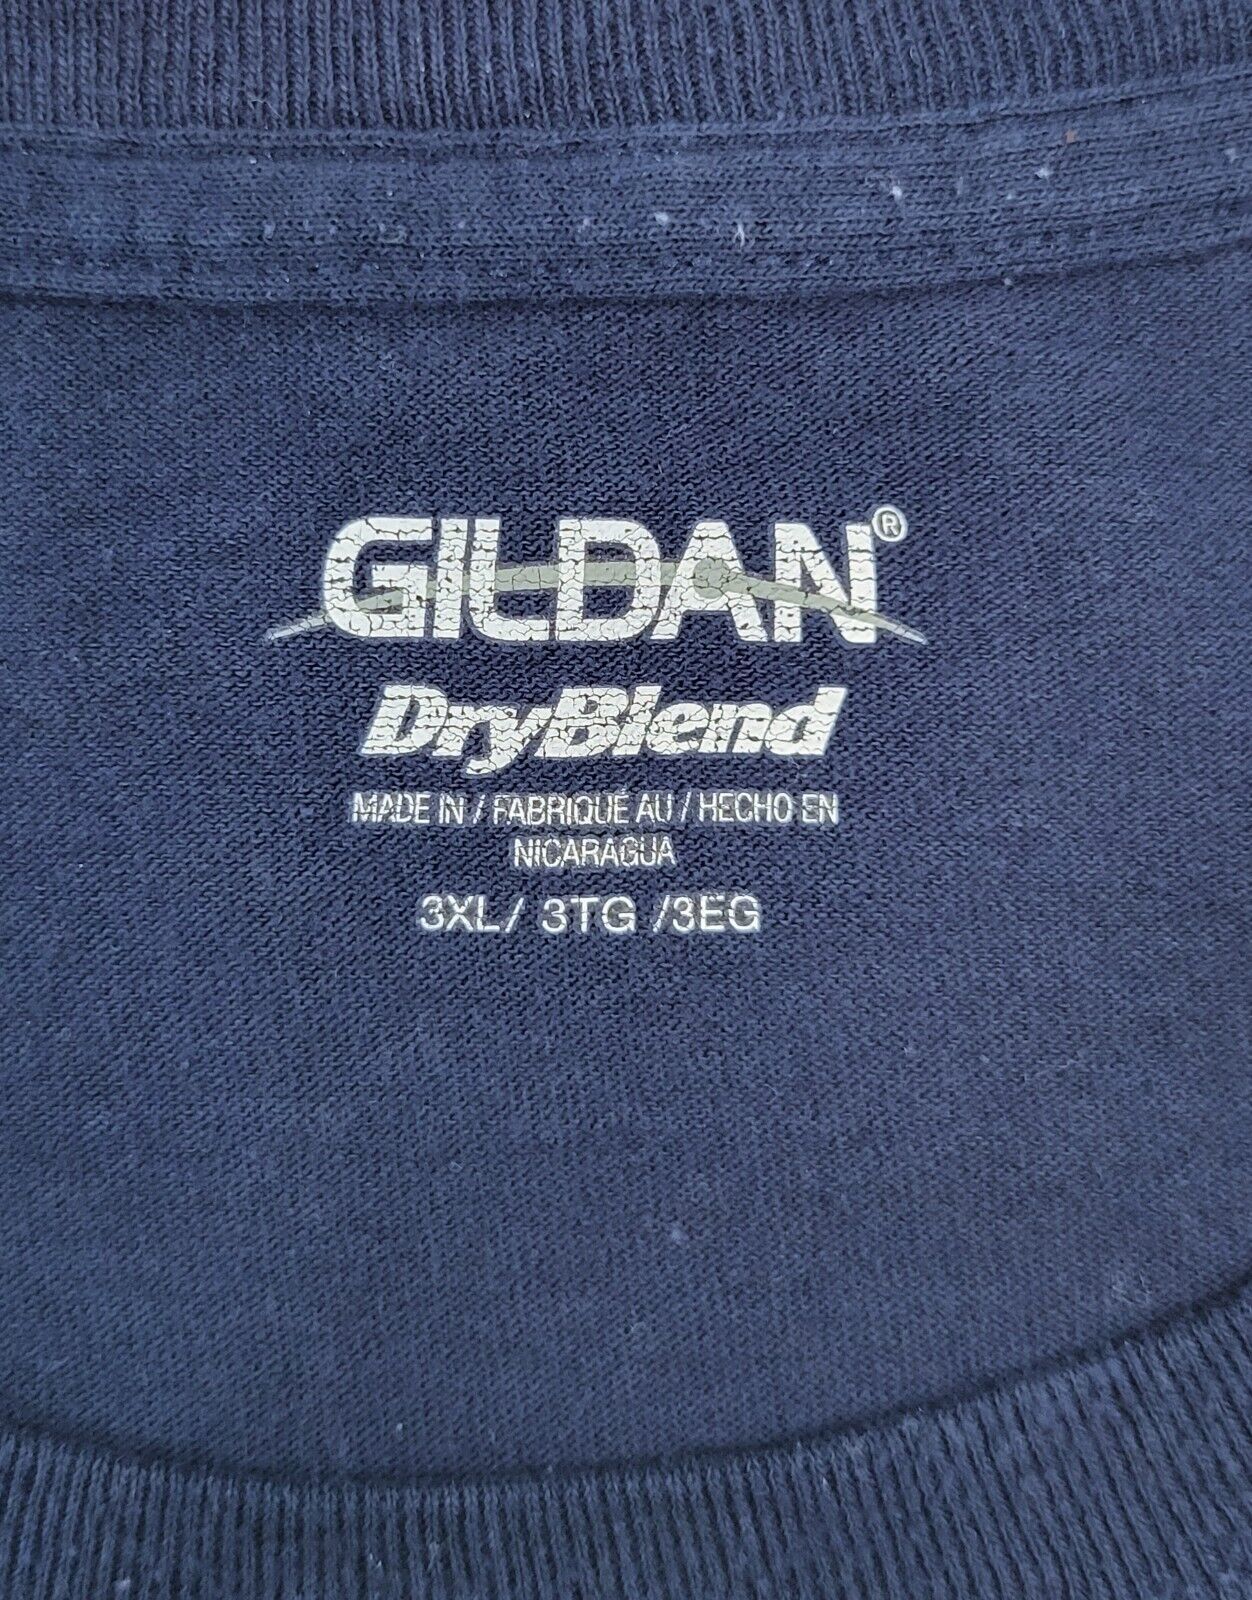 GILDAN®
DryBlend
MADE IN / FABRIQUÉ AU / HECHO EN
NICARAGUA
3XL / 3TG /3EG